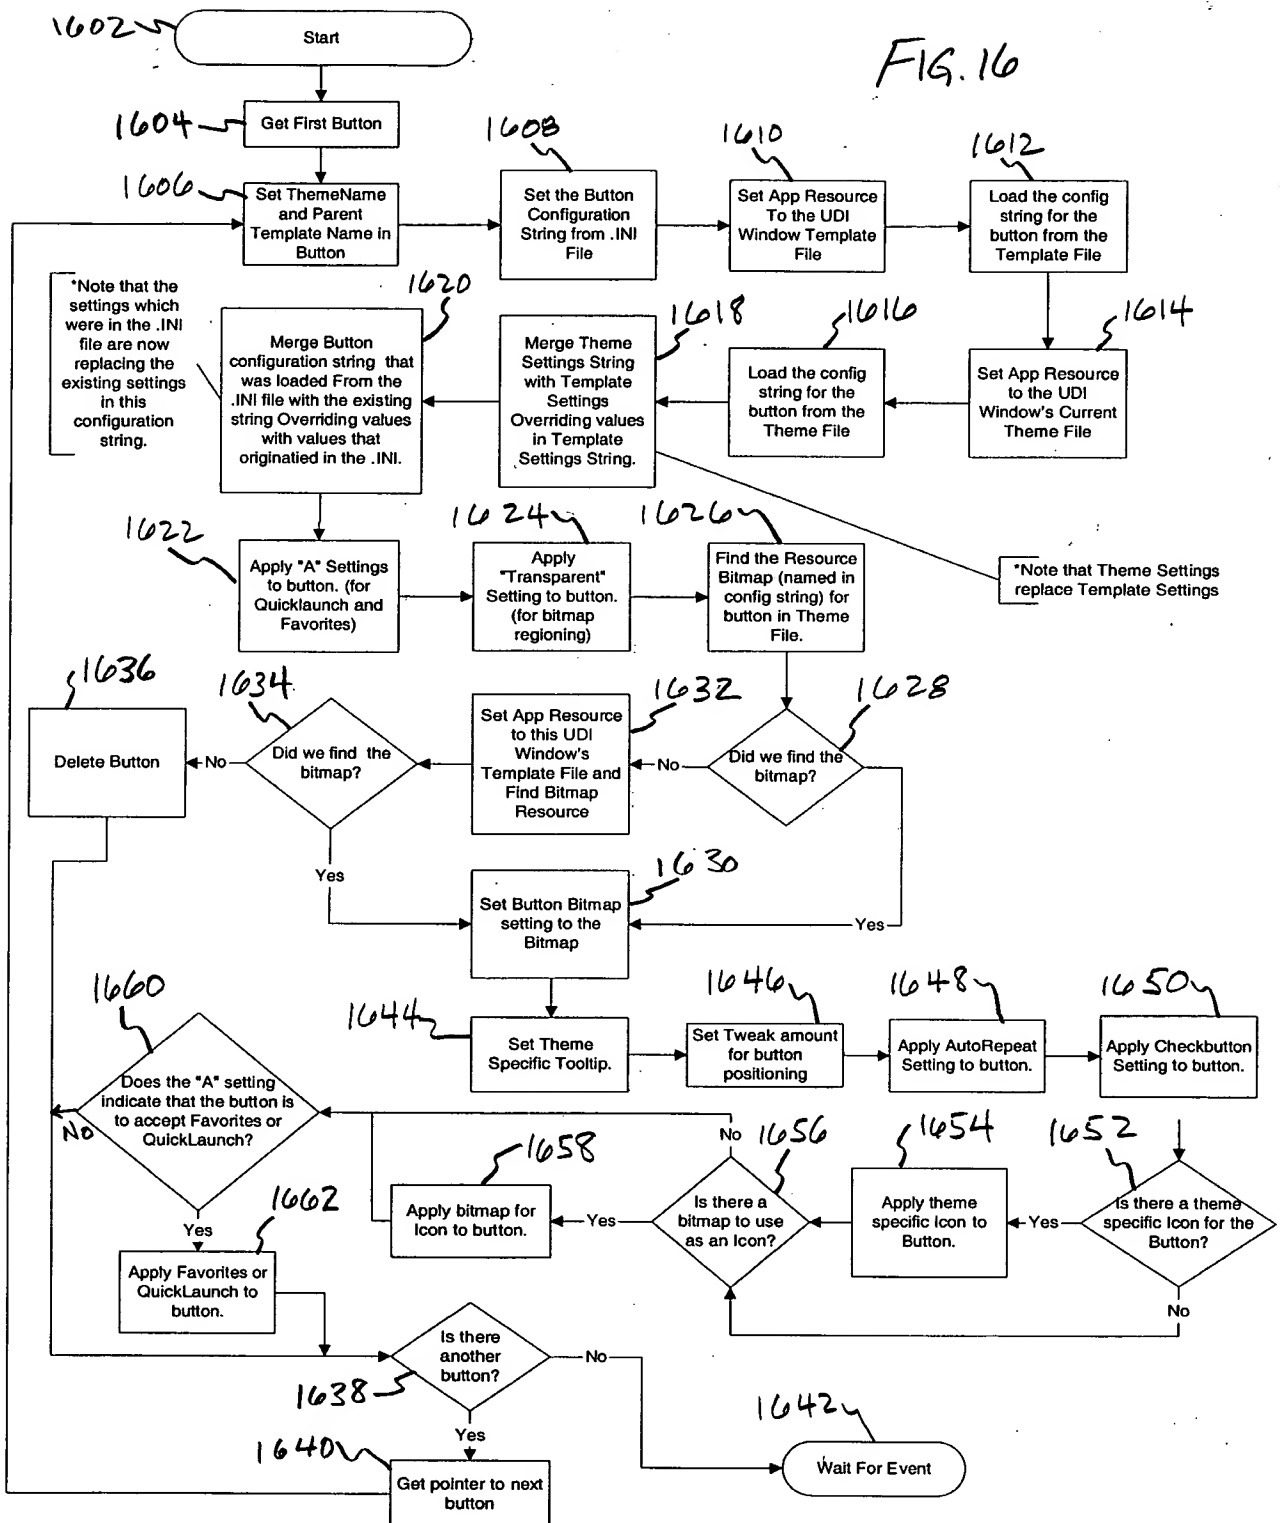 1602
Start
FIG. 16
1604
Get First Button
1606
Set ThemeName
and Parent
Template Name in
Button
1608
Set the Button
Configuration
String from .INI
File
1610
Set App Resource
To the UDI
Window Template
File
1612
Load the config
string for the
button from the
Template File
*Note that the
settings which
were in the .INI
file are now
replacing the
existing settings
in this
configuration
string.
1620
Merge Button
configuration string that
was loaded From the
.INI file with the existing
string Overriding values
with values that
originatied in the .INI.
1618
Merge Theme
Settings String
with Template
Settings
Overriding values
in Template
Settings String.
1616
Load the config
string for the
button from the
Theme File
1614
Set App Resource
to the UDI
Window's Current
Theme File
1622
Apply "A" Settings
to button. (for
Quicklaunch and
Favorites)
1624
Apply
"Transparent"
Setting to button.
(for bitmap
regioning)
1626
Find the Resource
Bitmap (named in
config string) for
button in Theme
File.
*Note that Theme Settings
replace Template Settings
1636
Delete Button
No
1634
Did we find the
bitmap?
1632
Set App Resource
to this UDI
Window's
Template File and
Find Bitmap
Resource
No
1628
Did we find the
bitmap?
Yes
1630
Set Button Bitmap
setting to the
Bitmap
Yes
1660
Does the "A" setting
indicate that the button is
to accept Favorites or
QuickLaunch?
NO
1644
Set Theme
Specific Tooltip.
1646
Set Tweak amount
for button
positioning
1648
Apply AutoRepeat
Setting to button.
1650
Apply Checkbutton
Setting to button.
No
1658
Apply bitmap for
Icon to button.
Yes
1656
Is there a
bitmap to use
as an Icon?
1654
Apply theme
specific Icon to
Button.
Yes
1652
Is there a theme
specific Icon for the
Button?
No
Yes
1662
Apply Favorites or
QuickLaunch to
button.
Is there
another
button?
1638
No
Yes
1640
Get pointer to next
button
1642
Wait For Event